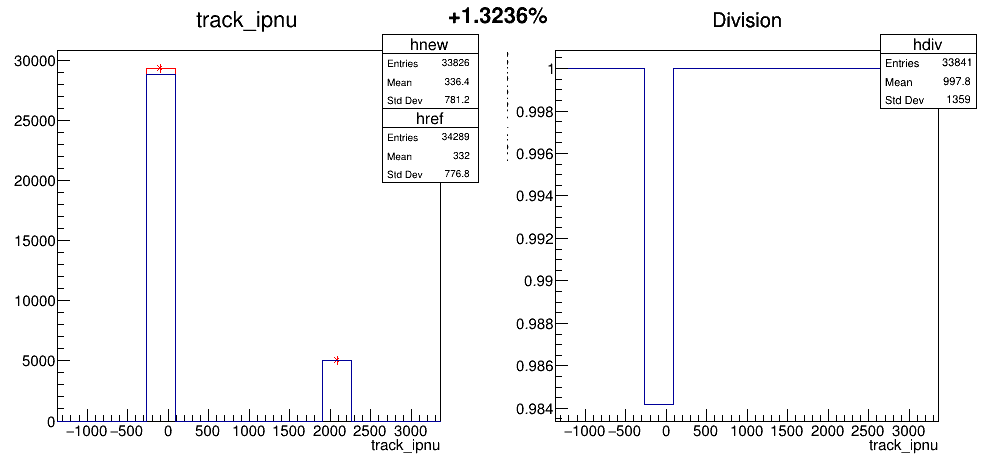 track_ipnu
+1.3236%
Division
hnew
Entries 33826
Mean 336.4
Std Dev 781.2
href
Entries 34289
Mean 332
Std Dev 776.8
30000
25000
20000
15000
10000
5000
0
−1000 −500 0 500 1000 1500 2000 2500 3000
track_ipnu
hdiv
Entries 33841
Mean 997.8
Std Dev 1359
1
0.998
0.996
0.994
0.992
0.99
0.988
0.986
0.984
−1000 −500 0 500 1000 1500 2000 2500 3000
track_ipnu